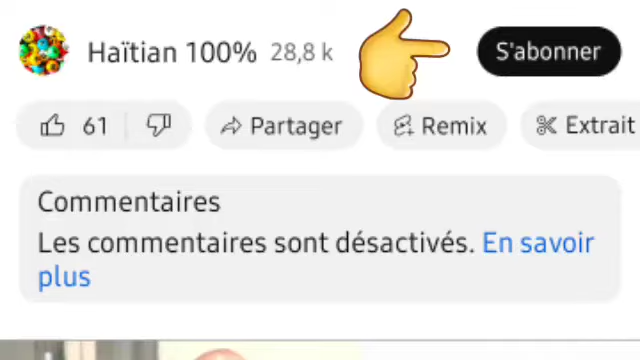 Haïtian 100% 28,8 k S'abonner
61 Partager Remix Extrait
Commentaires
Les commentaires sont désactivés. En savoir
plus